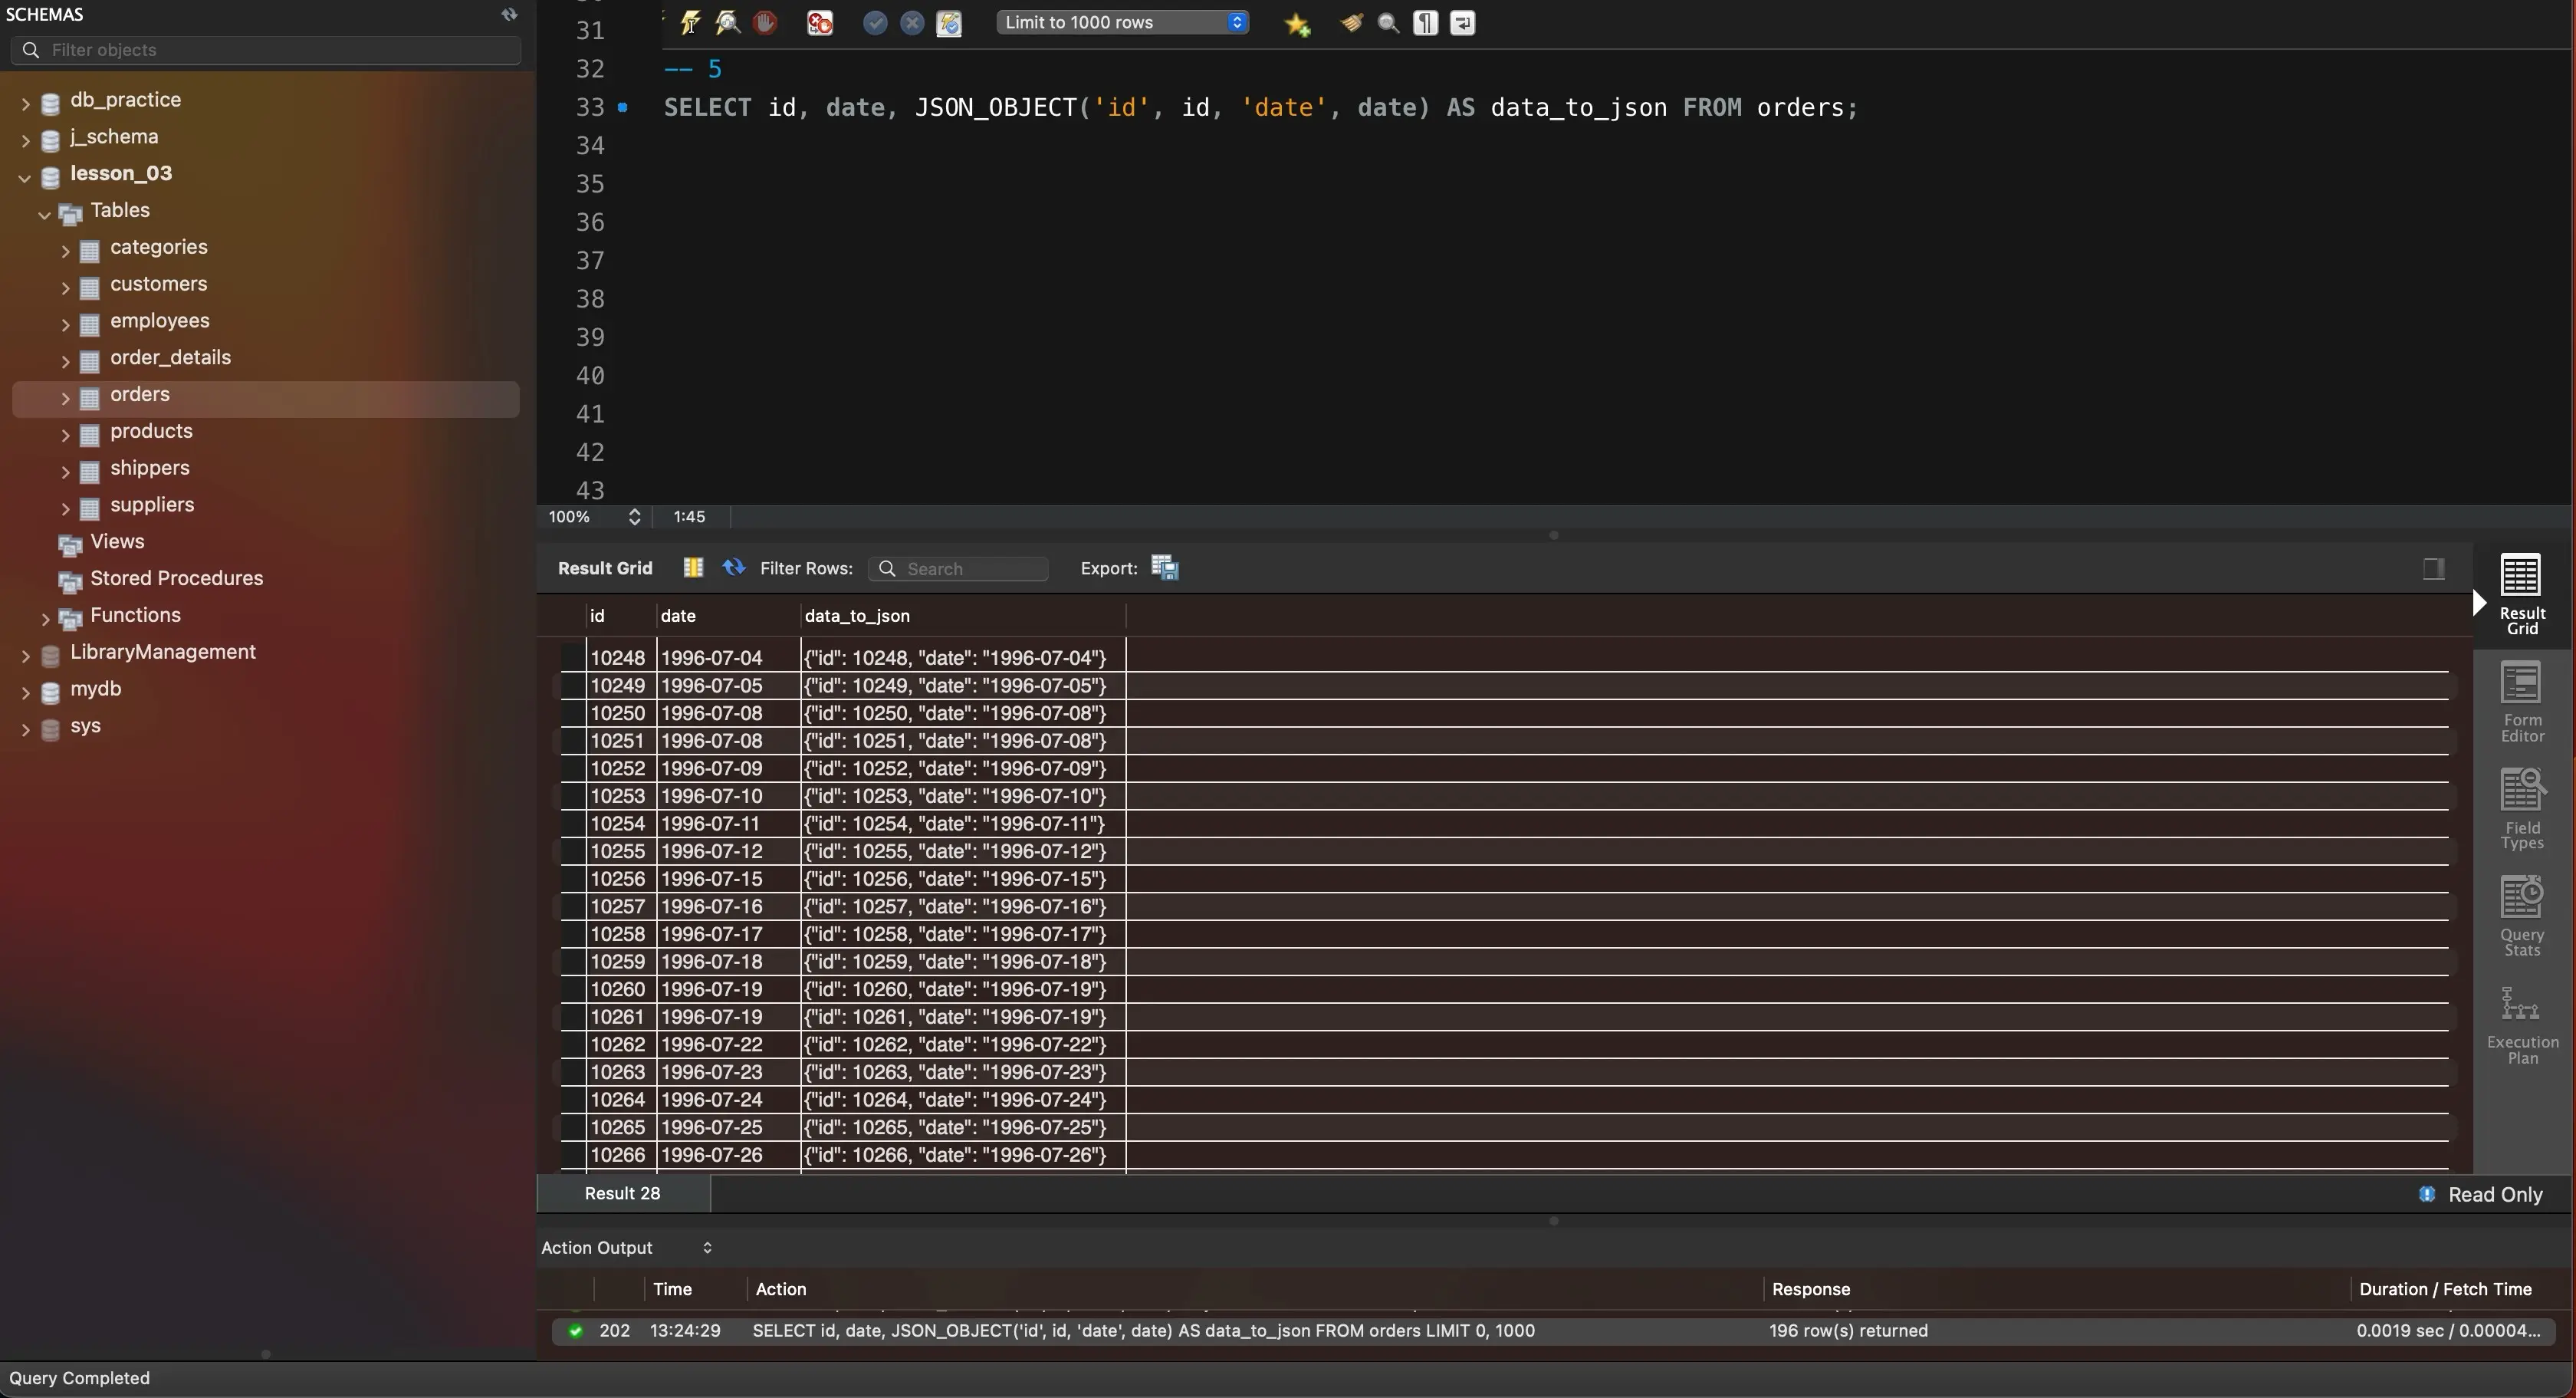 SCHEMAS
Filter objects
db_practice
j_schema
lesson_03
Tables
categories
customers
employees
order_details
orders
products
shippers
suppliers
Views
Stored Procedures
Functions
LibraryManagement
mydb
sys
Limit to 1000 rows
31
32 -- 5
33 SELECT id, date, JSON_OBJECT('id', id, 'date', date) AS data_to_json FROM orders;
34
35
36
37
38
39
40
41
42
43
100% 1:45
Result Grid Filter Rows: Search Export:
id date data_to_json
10248 1996-07-04 {"id": 10248, "date": "1996-07-04"}
10249 1996-07-05 {"id": 10249, "date": "1996-07-05"}
10250 1996-07-08 {"id": 10250, "date": "1996-07-08"}
10251 1996-07-08 {"id": 10251, "date": "1996-07-08"}
10252 1996-07-09 {"id": 10252, "date": "1996-07-09"}
10253 1996-07-10 {"id": 10253, "date": "1996-07-10"}
10254 1996-07-11 {"id": 10254, "date": "1996-07-11"}
10255 1996-07-12 {"id": 10255, "date": "1996-07-12"}
10256 1996-07-15 {"id": 10256, "date": "1996-07-15"}
10257 1996-07-16 {"id": 10257, "date": "1996-07-16"}
10258 1996-07-17 {"id": 10258, "date": "1996-07-17"}
10259 1996-07-18 {"id": 10259, "date": "1996-07-18"}
10260 1996-07-19 {"id": 10260, "date": "1996-07-19"}
10261 1996-07-19 {"id": 10261, "date": "1996-07-19"}
10262 1996-07-22 {"id": 10262, "date": "1996-07-22"}
10263 1996-07-23 {"id": 10263, "date": "1996-07-23"}
10264 1996-07-24 {"id": 10264, "date": "1996-07-24"}
10265 1996-07-25 {"id": 10265, "date": "1996-07-25"}
10266 1996-07-26 {"id": 10266, "date": "1996-07-26"}
Result
Grid
Form
Editor
Field
Types
Query
Stats
Execution
Plan
Result 28 Read Only
Action Output
Time Action Response Duration / Fetch Time
202 13:24:29 SELECT id, date, JSON_OBJECT('id', id, 'date', date) AS data_to_json FROM orders LIMIT 0, 1000 196 row(s) returned 0.0019 sec / 0.00004...
Query Completed